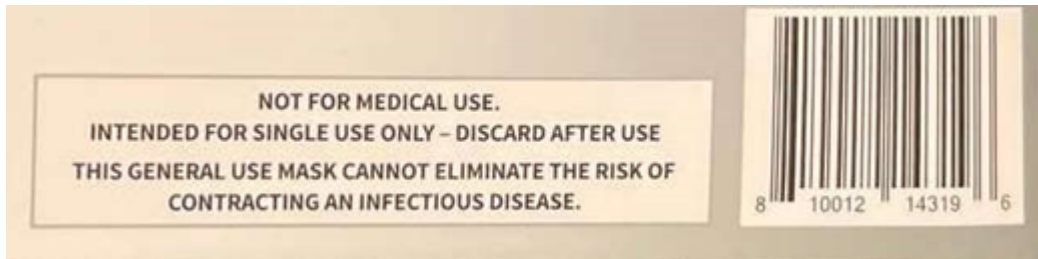 NOT FOR MEDICAL USE.
INTENDED FOR SINGLE USE ONLY – DISCARD AFTER USE
THIS GENERAL USE MASK CANNOT ELIMINATE THE RISK OF
CONTRACTING AN INFECTIOUS DISEASE.
8 10012 14319 6